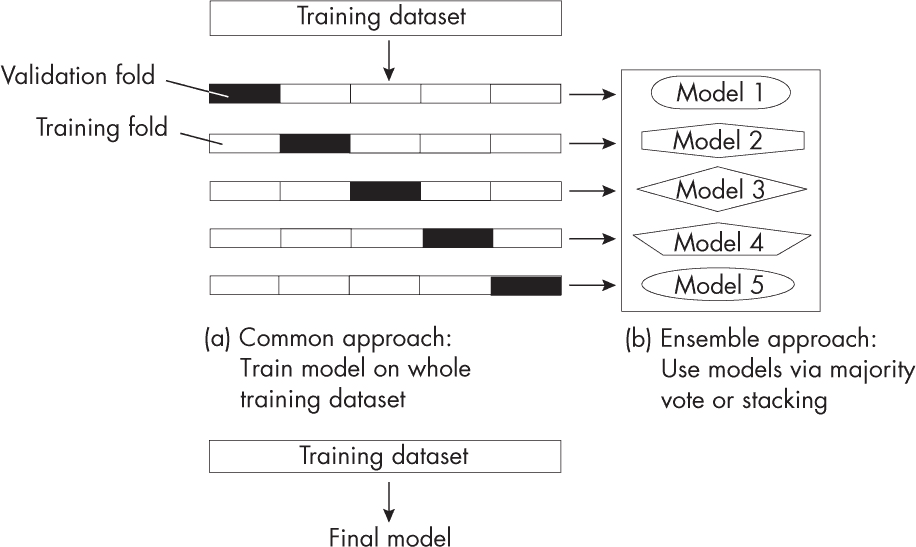 Training dataset
Validation fold
Training fold
Model 1
Model 2
Model 3
Model 4
Model 5
(a) Common approach:
Train model on whole
training dataset
(b) Ensemble approach:
Use models via majority
vote or stacking
Training dataset
Final model